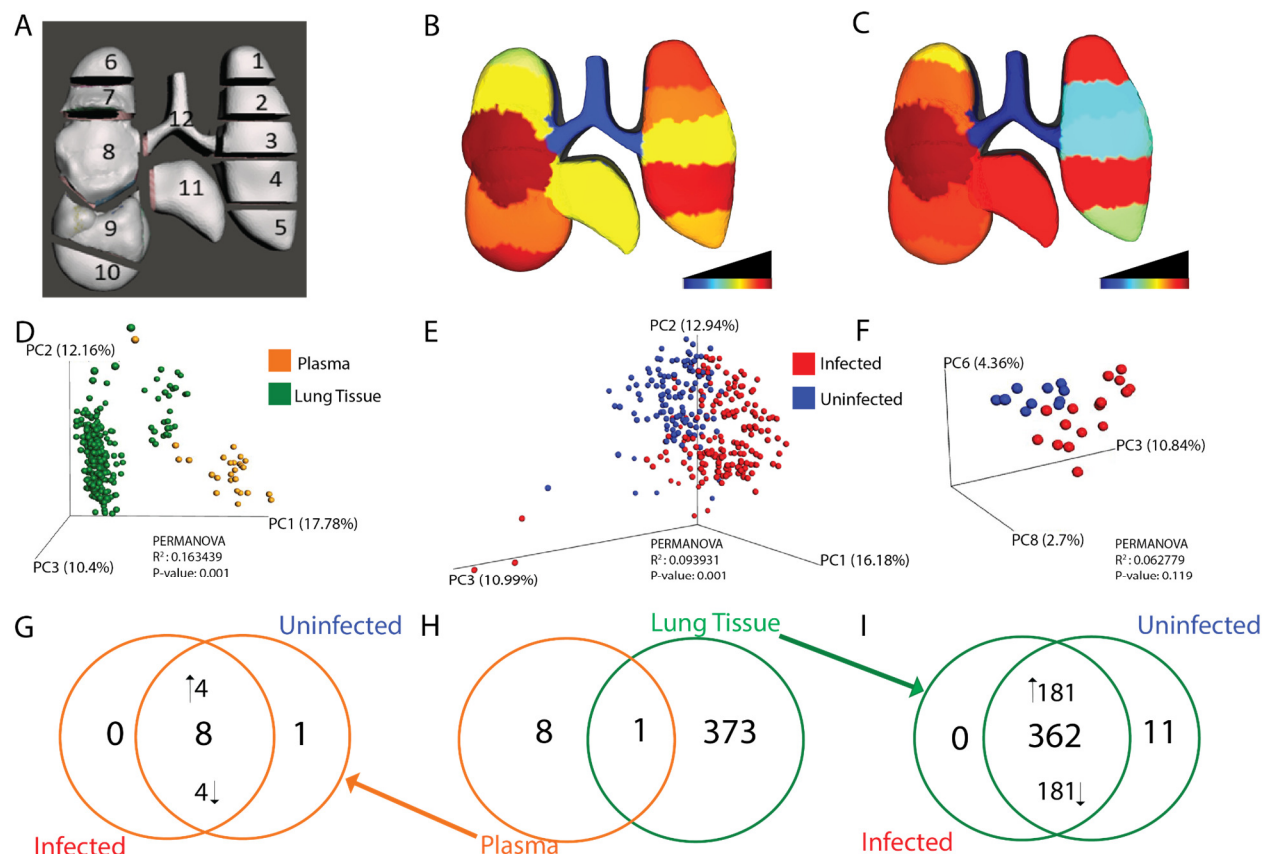 A
6
1
7
2
12
8
3
11
4
9
5
10
B
C
D
PC2 (12.16%)
Plasma
Lung Tissue
PC1 (17.78%)
PC3 (10.4%)
PERMANOVA
R²: 0.163439
P-value: 0.001
E
PC2 (12.94%)
Infected
Uninfected
PERMANOVA
R²: 0.093931
P-value: 0.001
PC3 (10.99%)
PC1 (16.18%)
F
PC6 (4.36%)
PC3 (10.84%)
PC8 (2.7%)
PERMANOVA
R²: 0.062779
P-value: 0.119
G
Uninfected
↑4
0
8
1
4↓
Infected
Plasma
H
Lung Tissue
8
1
373
I
Uninfected
↑181
0
362
11
181↓
Infected